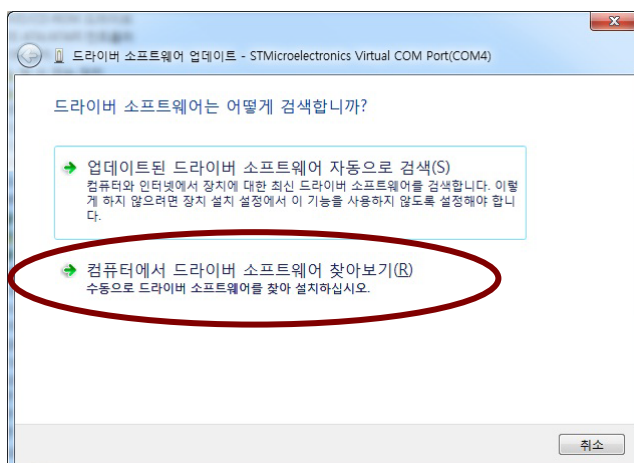 드라이버 소프트웨어 업데이트 - STMicroelectronics Virtual COM Port(COM4)
드라이버 소프트웨어는 어떻게 검색합니까?
업데이트된 드라이버 소프트웨어 자동으로 검색(S)
컴퓨터와 인터넷에서 장치에 대한 최신 드라이버 소프트웨어를 검색합니다. 이렇
게 하지 않으려면 장치 설치 설정에서 이 기능을 사용하지 않도록 설정해야 합니
다.
컴퓨터에서 드라이버 소프트웨어 찾아보기(R)
수동으로 드라이버 소프트웨어를 찾아 설치하십시오.
취소